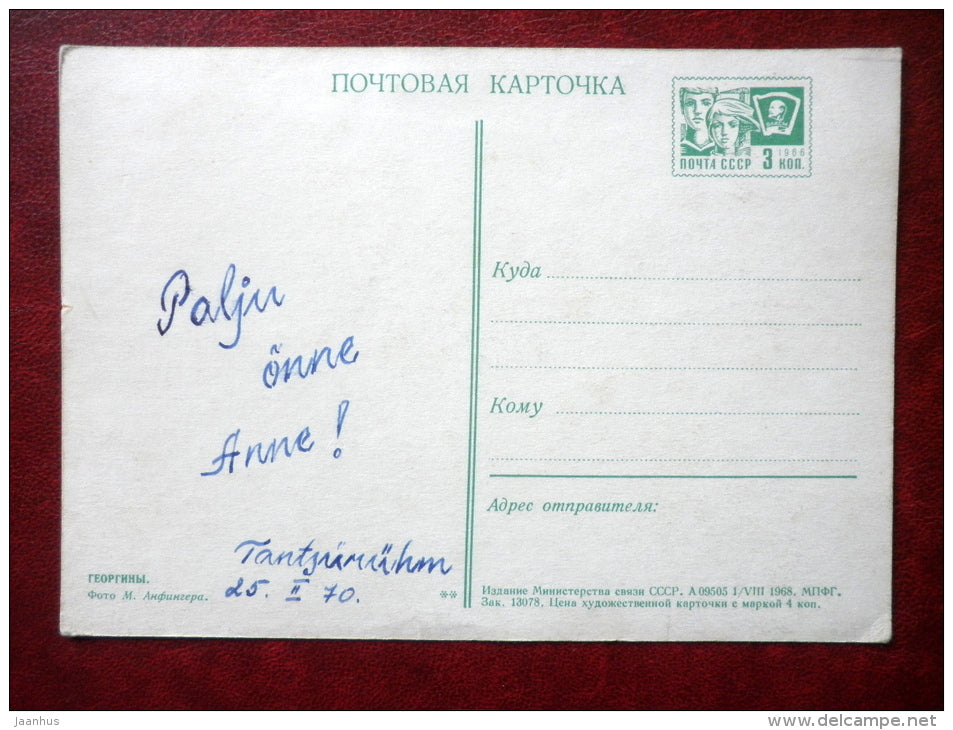 ПОЧТОВАЯ КАРТОЧКА
ПОЧТА СССР 3 1966 КОП.
Palju
õnne
Anne!
Tantsurühm
25. II 70.
ГЕОРГИНЫ.
Фото М. Анфингера.
**
Куда
Кому
Адрес отправителя:
Издание Министерства связи СССР. А 09505 1/VIII 1968. МПФГ.
Зак. 13078. Цена художественной карточки с маркой 4 коп.
Jaanhus
www.delcampe.net